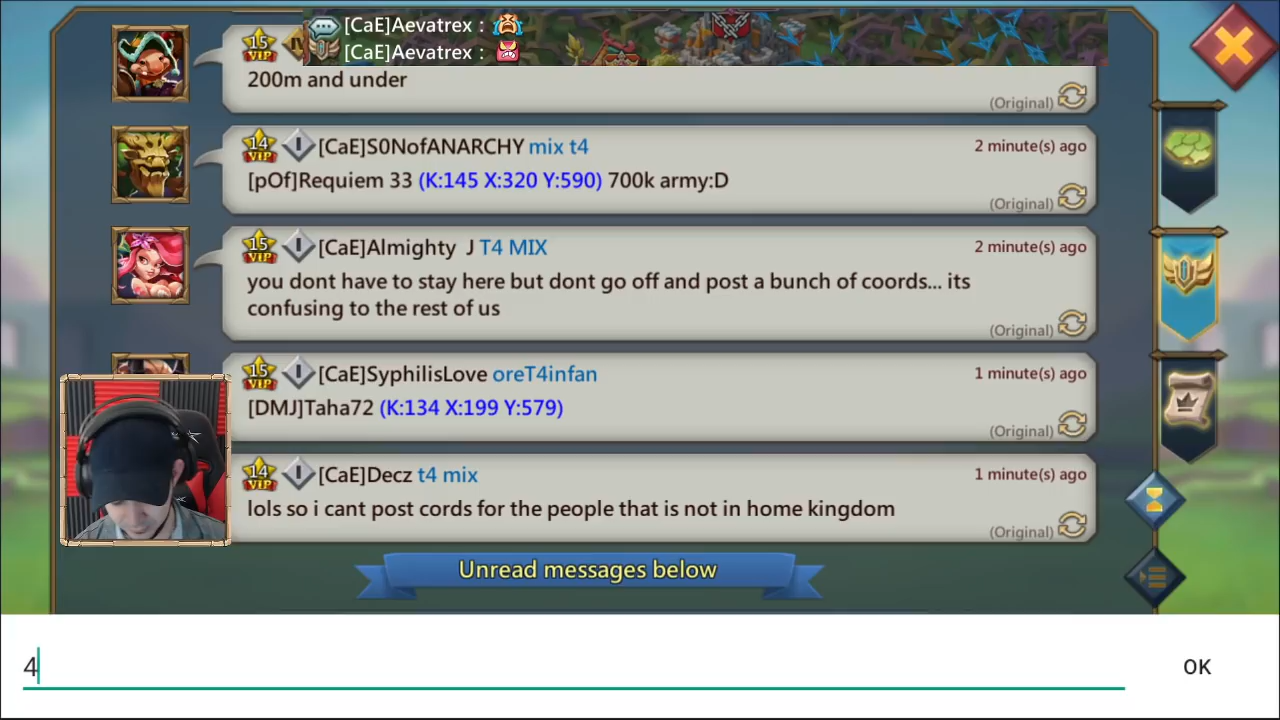 [CaE]Aevatrex :
[CaE]Aevatrex :
15 VIP
200m and under
(Original)
14 VIP [CaE]S0NofANARCHY mix t4 2 minute(s) ago
[pOf]Requiem 33 (K:145 X:320 Y:590) 700k army:D
(Original)
15 VIP [CaE]Almighty J T4 MIX 2 minute(s) ago
you dont have to stay here but dont go off and post a bunch of coords... its
confusing to the rest of us
(Original)
15 VIP [CaE]SyphilisLove oreT4infan 1 minute(s) ago
[DMJ]Taha72 (K:134 X:199 Y:579)
(Original)
14 VIP [CaE]Decz t4 mix 1 minute(s) ago
lols so i cant post cords for the people that is not in home kingdom
(Original)
Unread messages below
4
OK